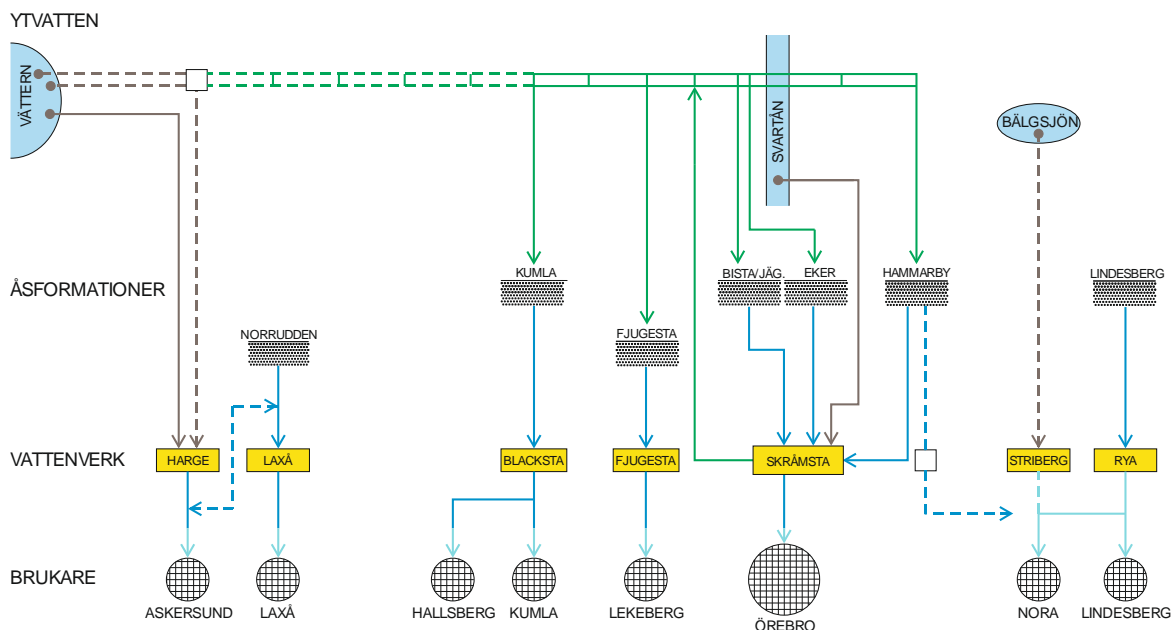 YTVATTEN
VÄTTERN
SVARTÅN
BÄLGSJÖN
ÅSFORMATIONER
KUMLA
BISTA/JÄG.
EKER
HAMMARBY
LINDESBERG
NORRUDDEN
FJUGESTA
VATTENVERK
HARGE
LAXÅ
BLACKSTA
FJUGESTA
SKRÅMSTA
STRIBERG
RYA
BRUKARE
ASKERSUND
LAXÅ
HALLSBERG
KUMLA
LEKEBERG
ÖREBRO
NORA
LINDESBERG